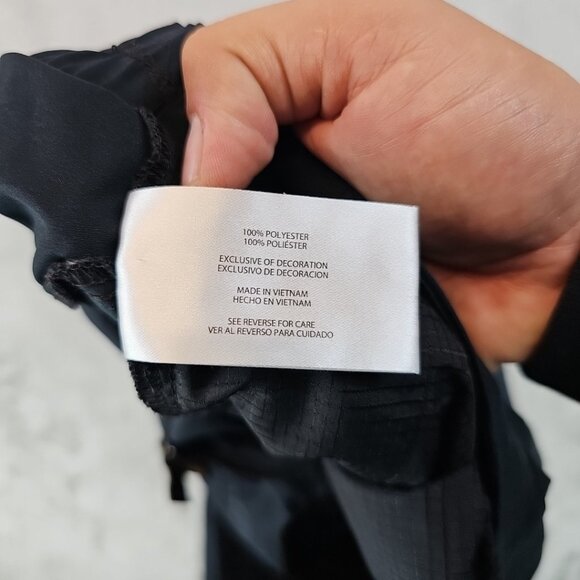 100% POLYESTER
100% POLIÉSTER
EXCLUSIVE OF DECORATION
EXCLUSIVO DE DECORACION
MADE IN VIETNAM
HECHO EN VIETNAM
SEE REVERSE FOR CARE
VER AL REVERSO PARA CUIDADO